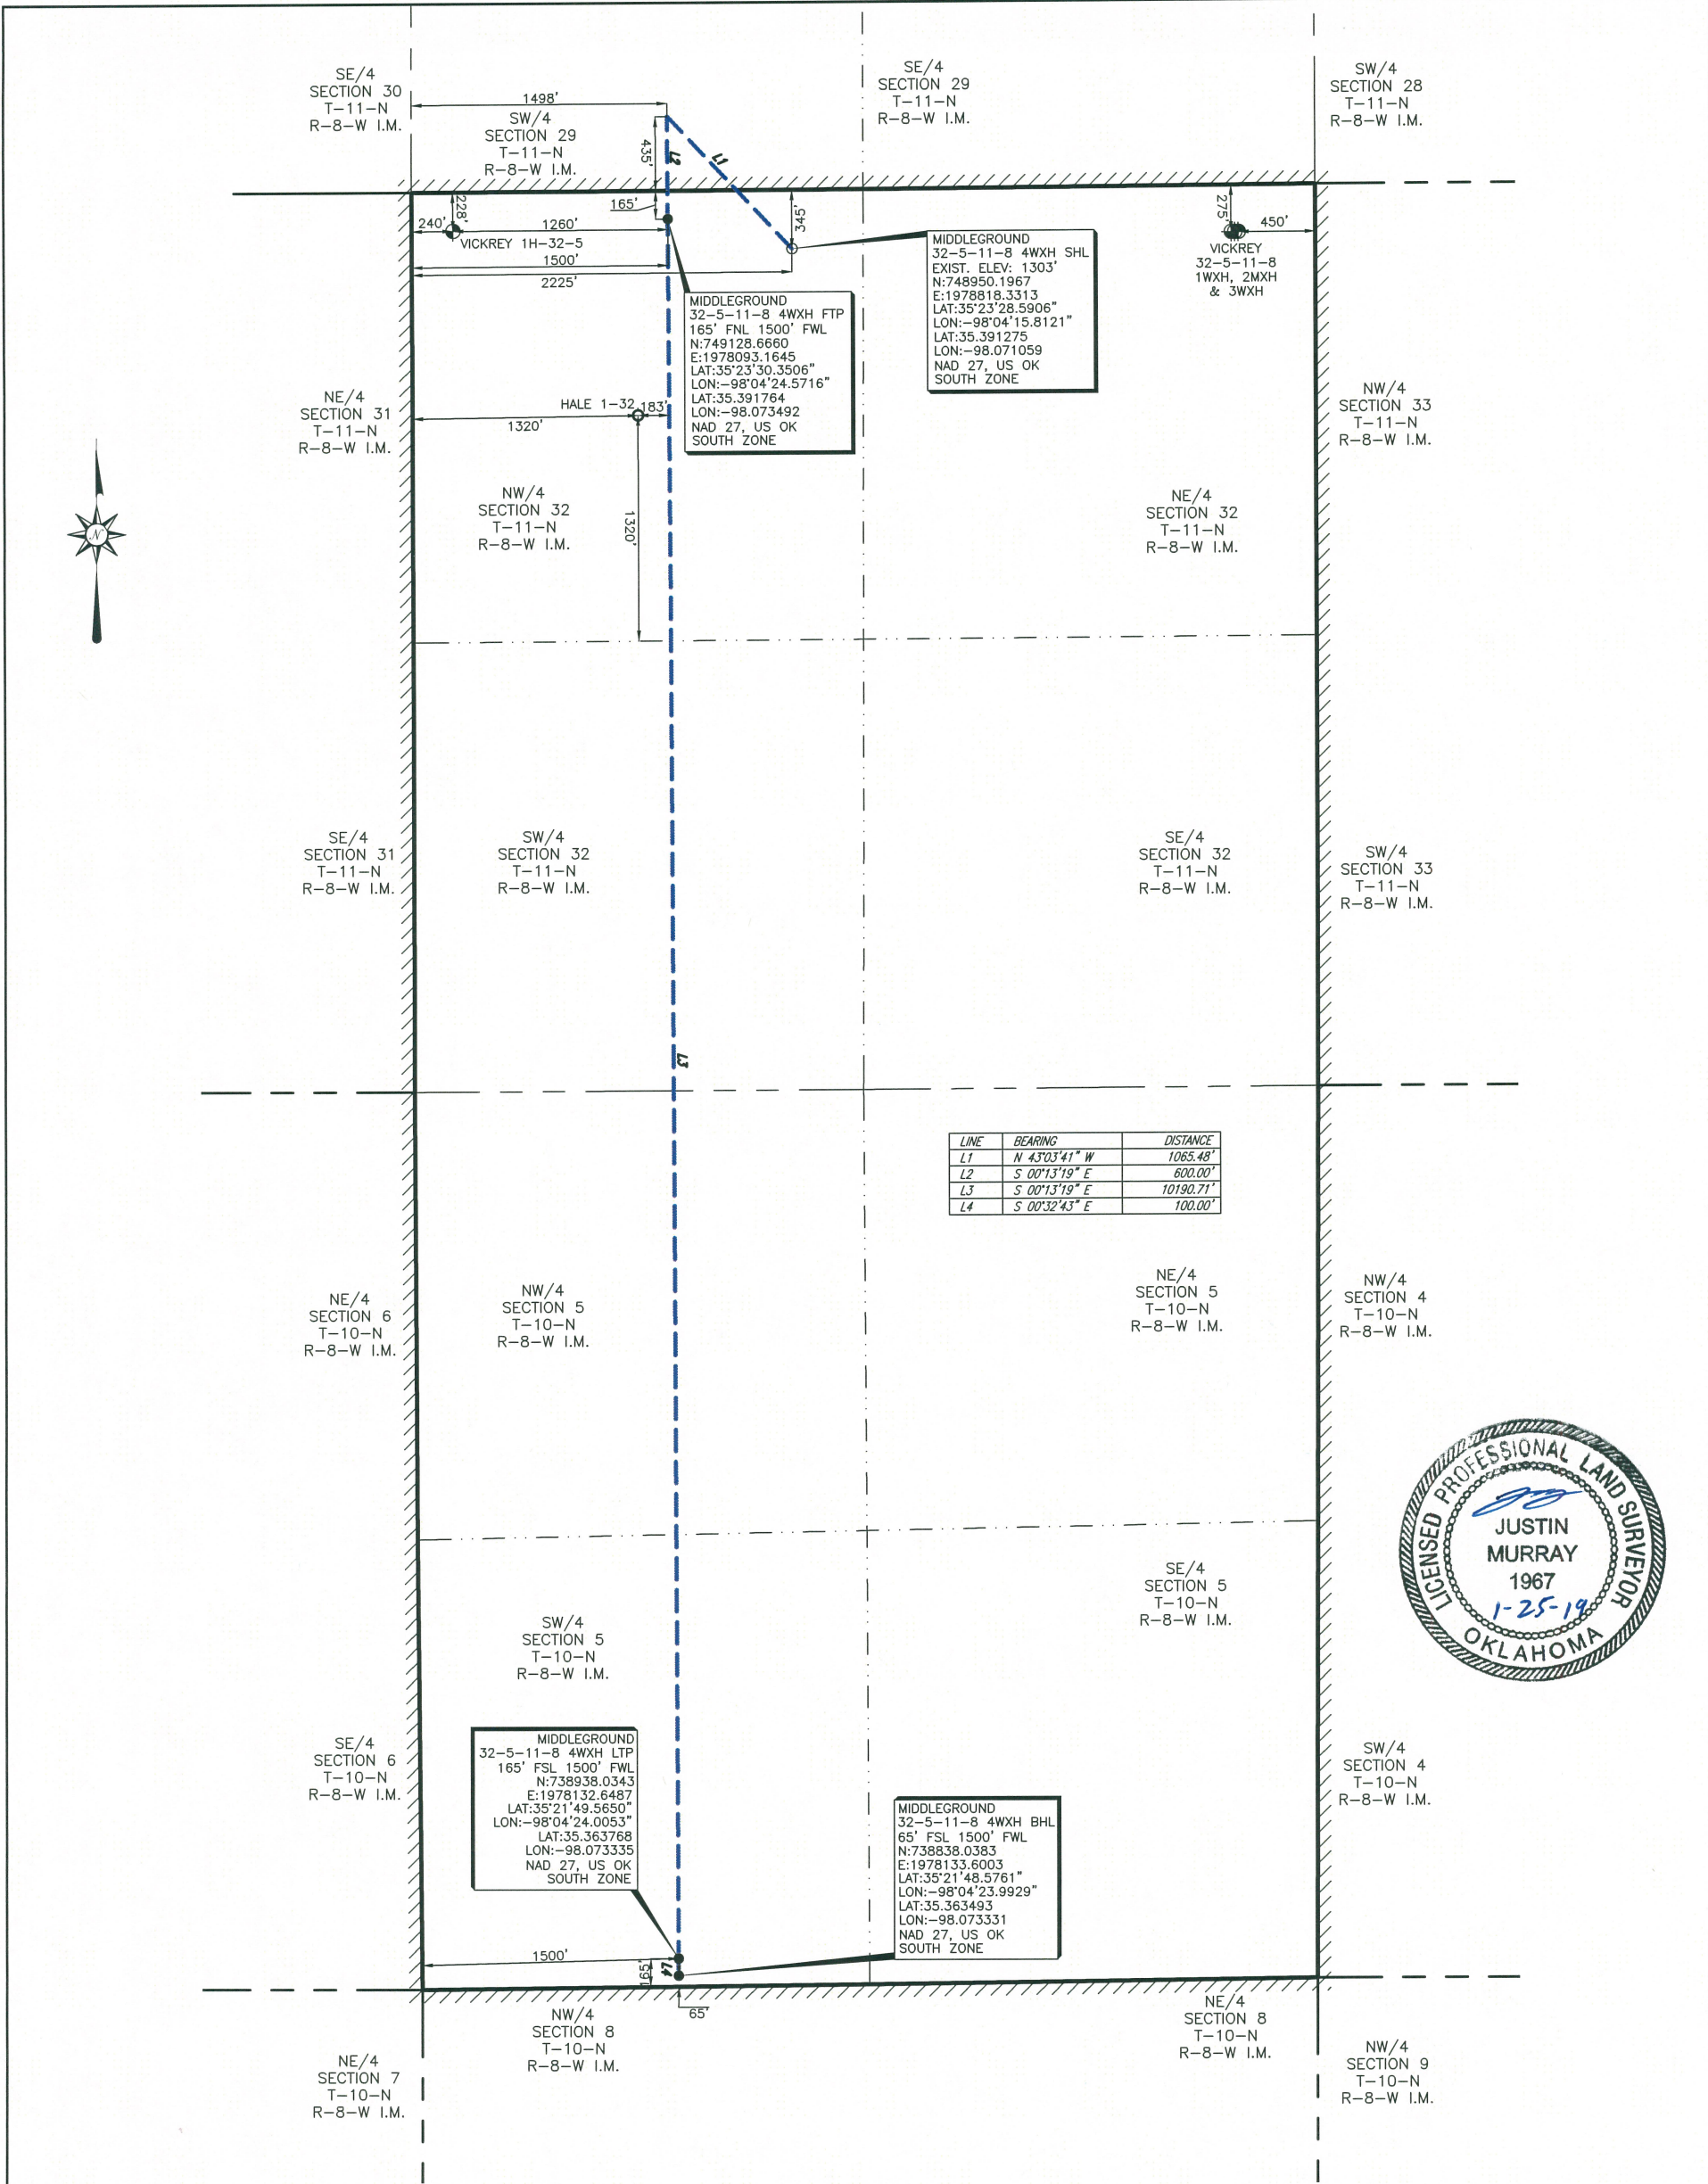 SE/4
SECTION 30
T-11-N
R-8-W I.M.
1498'
SW/4
SECTION 29
T-11-N
R-8-W I.M.
435'
L2
L1
SE/4
SECTION 29
T-11-N
R-8-W I.M.
SW/4
SECTION 28
T-11-N
R-8-W I.M.
240'
228'
VICKREY 1H-32-5
1260'
165'
1500'
2225'
345'
275'
450'
VICKREY
32-5-11-8
1WXH, 2MXH
& 3WXH
MIDDLEGROUND
32-5-11-8 4WXH SHL
EXIST. ELEV: 1303'
N:748950.1967
E:1978818.3313
LAT:35°23'28.5906"
LON:-98°04'15.8121"
LAT:35.391275
LON:-98.071059
NAD 27, US OK
SOUTH ZONE
MIDDLEGROUND
32-5-11-8 4WXH FTP
165' FNL 1500' FWL
N:749128.6660
E:1978093.1645
LAT:35°23'30.3506"
LON:-98°04'24.5716"
LAT:35.391764
LON:-98.073492
NAD 27, US OK
SOUTH ZONE
NE/4
SECTION 31
T-11-N
R-8-W I.M.
HALE 1-32
183'
1320'
1320'
NW/4
SECTION 33
T-11-N
R-8-W I.M.
N
NW/4
SECTION 32
T-11-N
R-8-W I.M.
NE/4
SECTION 32
T-11-N
R-8-W I.M.
SE/4
SECTION 31
T-11-N
R-8-W I.M.
SW/4
SECTION 32
T-11-N
R-8-W I.M.
SE/4
SECTION 32
T-11-N
R-8-W I.M.
SW/4
SECTION 33
T-11-N
R-8-W I.M.
L3
LINE BEARING DISTANCE
L1 N 43°03'41" W 1065.48'
L2 S 00°13'19" E 600.00'
L3 S 00°13'19" E 10190.71'
L4 S 00°32'43" E 100.00'
NE/4
SECTION 6
T-10-N
R-8-W I.M.
NW/4
SECTION 5
T-10-N
R-8-W I.M.
NE/4
SECTION 5
T-10-N
R-8-W I.M.
NW/4
SECTION 4
T-10-N
R-8-W I.M.
LICENSED PROFESSIONAL LAND SURVEYOR
JUSTIN
MURRAY
1967
1-25-19
OKLAHOMA
SW/4
SECTION 5
T-10-N
R-8-W I.M.
SE/4
SECTION 5
T-10-N
R-8-W I.M.
SE/4
SECTION 6
T-10-N
R-8-W I.M.
MIDDLEGROUND
32-5-11-8 4WXH LTP
165' FSL 1500' FWL
N:738938.0343
E:1978132.6487
LAT:35°21'49.5650"
LON:-98°04'24.0053"
LAT:35.363768
LON:-98.073335
NAD 27, US OK
SOUTH ZONE
MIDDLEGROUND
32-5-11-8 4WXH BHL
65' FSL 1500' FWL
N:738838.0383
E:1978133.6003
LAT:35°21'48.5761"
LON:-98°04'23.9929"
LAT:35.363493
LON:-98.073331
NAD 27, US OK
SOUTH ZONE
SW/4
SECTION 4
T-10-N
R-8-W I.M.
1500'
165'
L4
65'
NE/4
SECTION 7
T-10-N
R-8-W I.M.
NW/4
SECTION 8
T-10-N
R-8-W I.M.
NE/4
SECTION 8
T-10-N
R-8-W I.M.
NW/4
SECTION 9
T-10-N
R-8-W I.M.